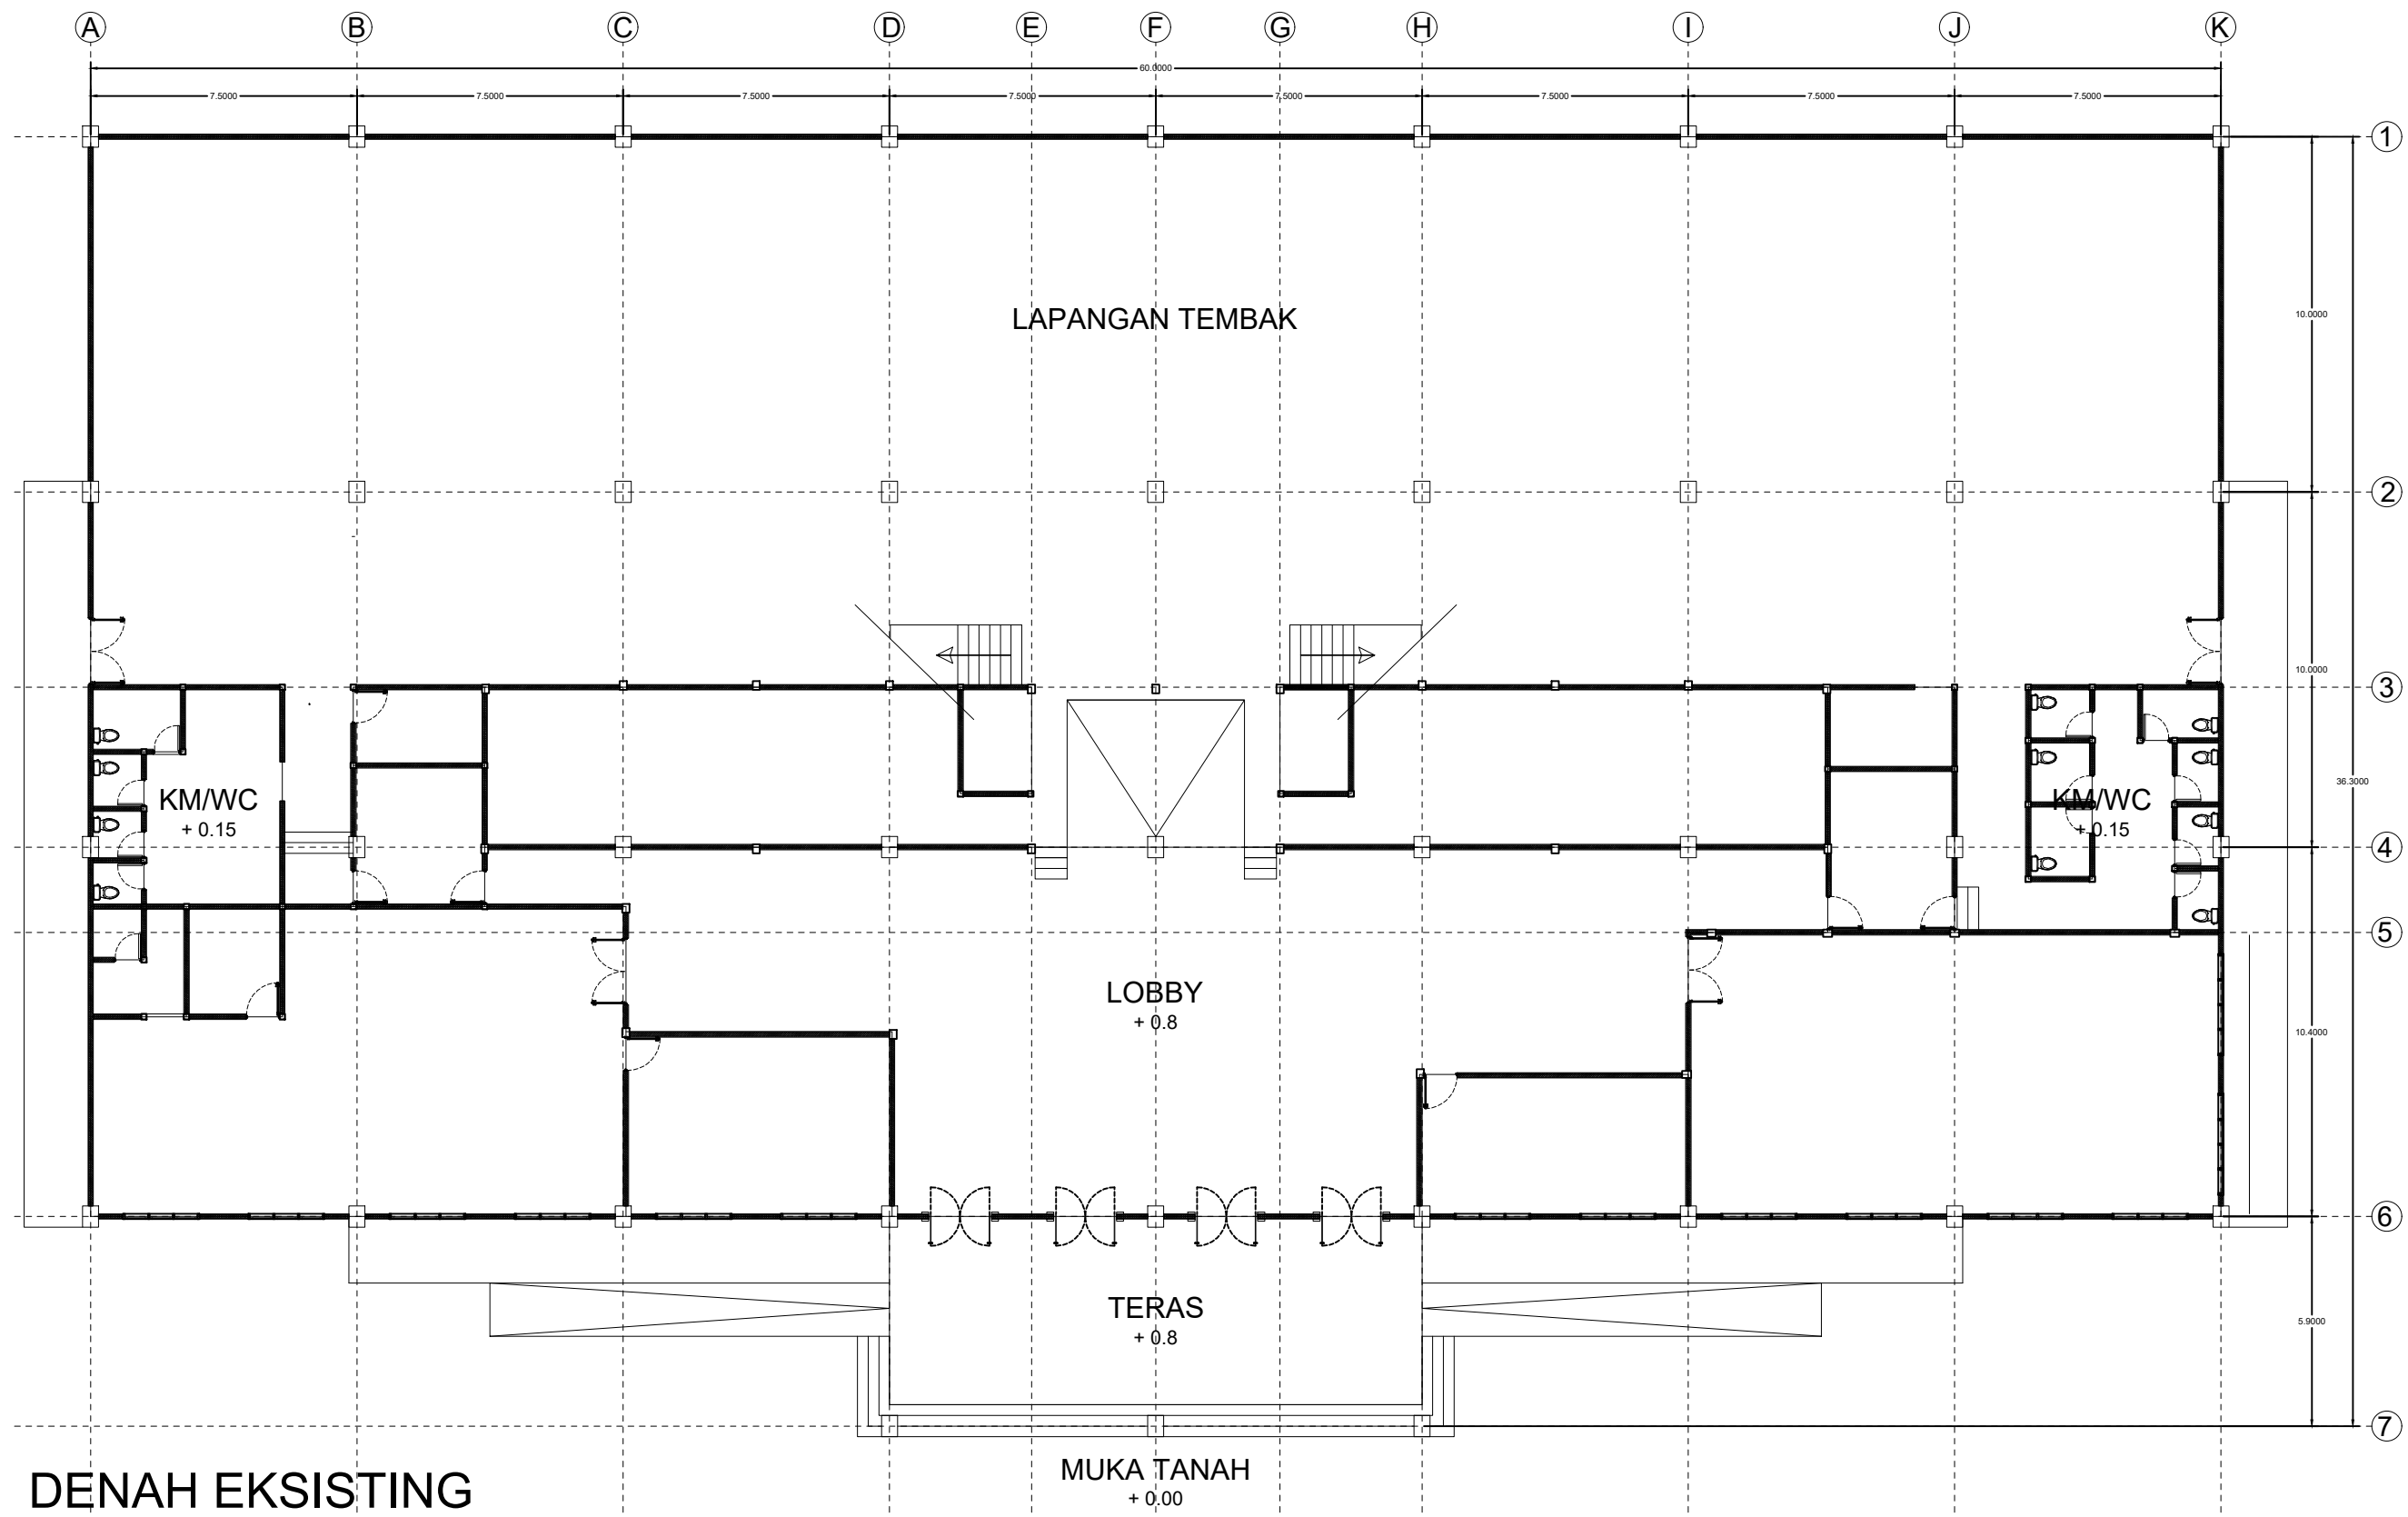 A B C D E F G H I J K
60.0000
7.5000 7.5000 7.5000 7.5000 7.5000 7.5000 7.5000 7.5000
1
LAPANGAN TEMBAK
10.0000
2
10.0000
3
36.3000
KM/WC
+ 0.15
KM/WC
+ 0.15
4
5
LOBBY
+ 0.8
10.4000
6
TERAS
+ 0.8
5.9000
7
MUKA TANAH
+ 0.00
DENAH EKSISTING